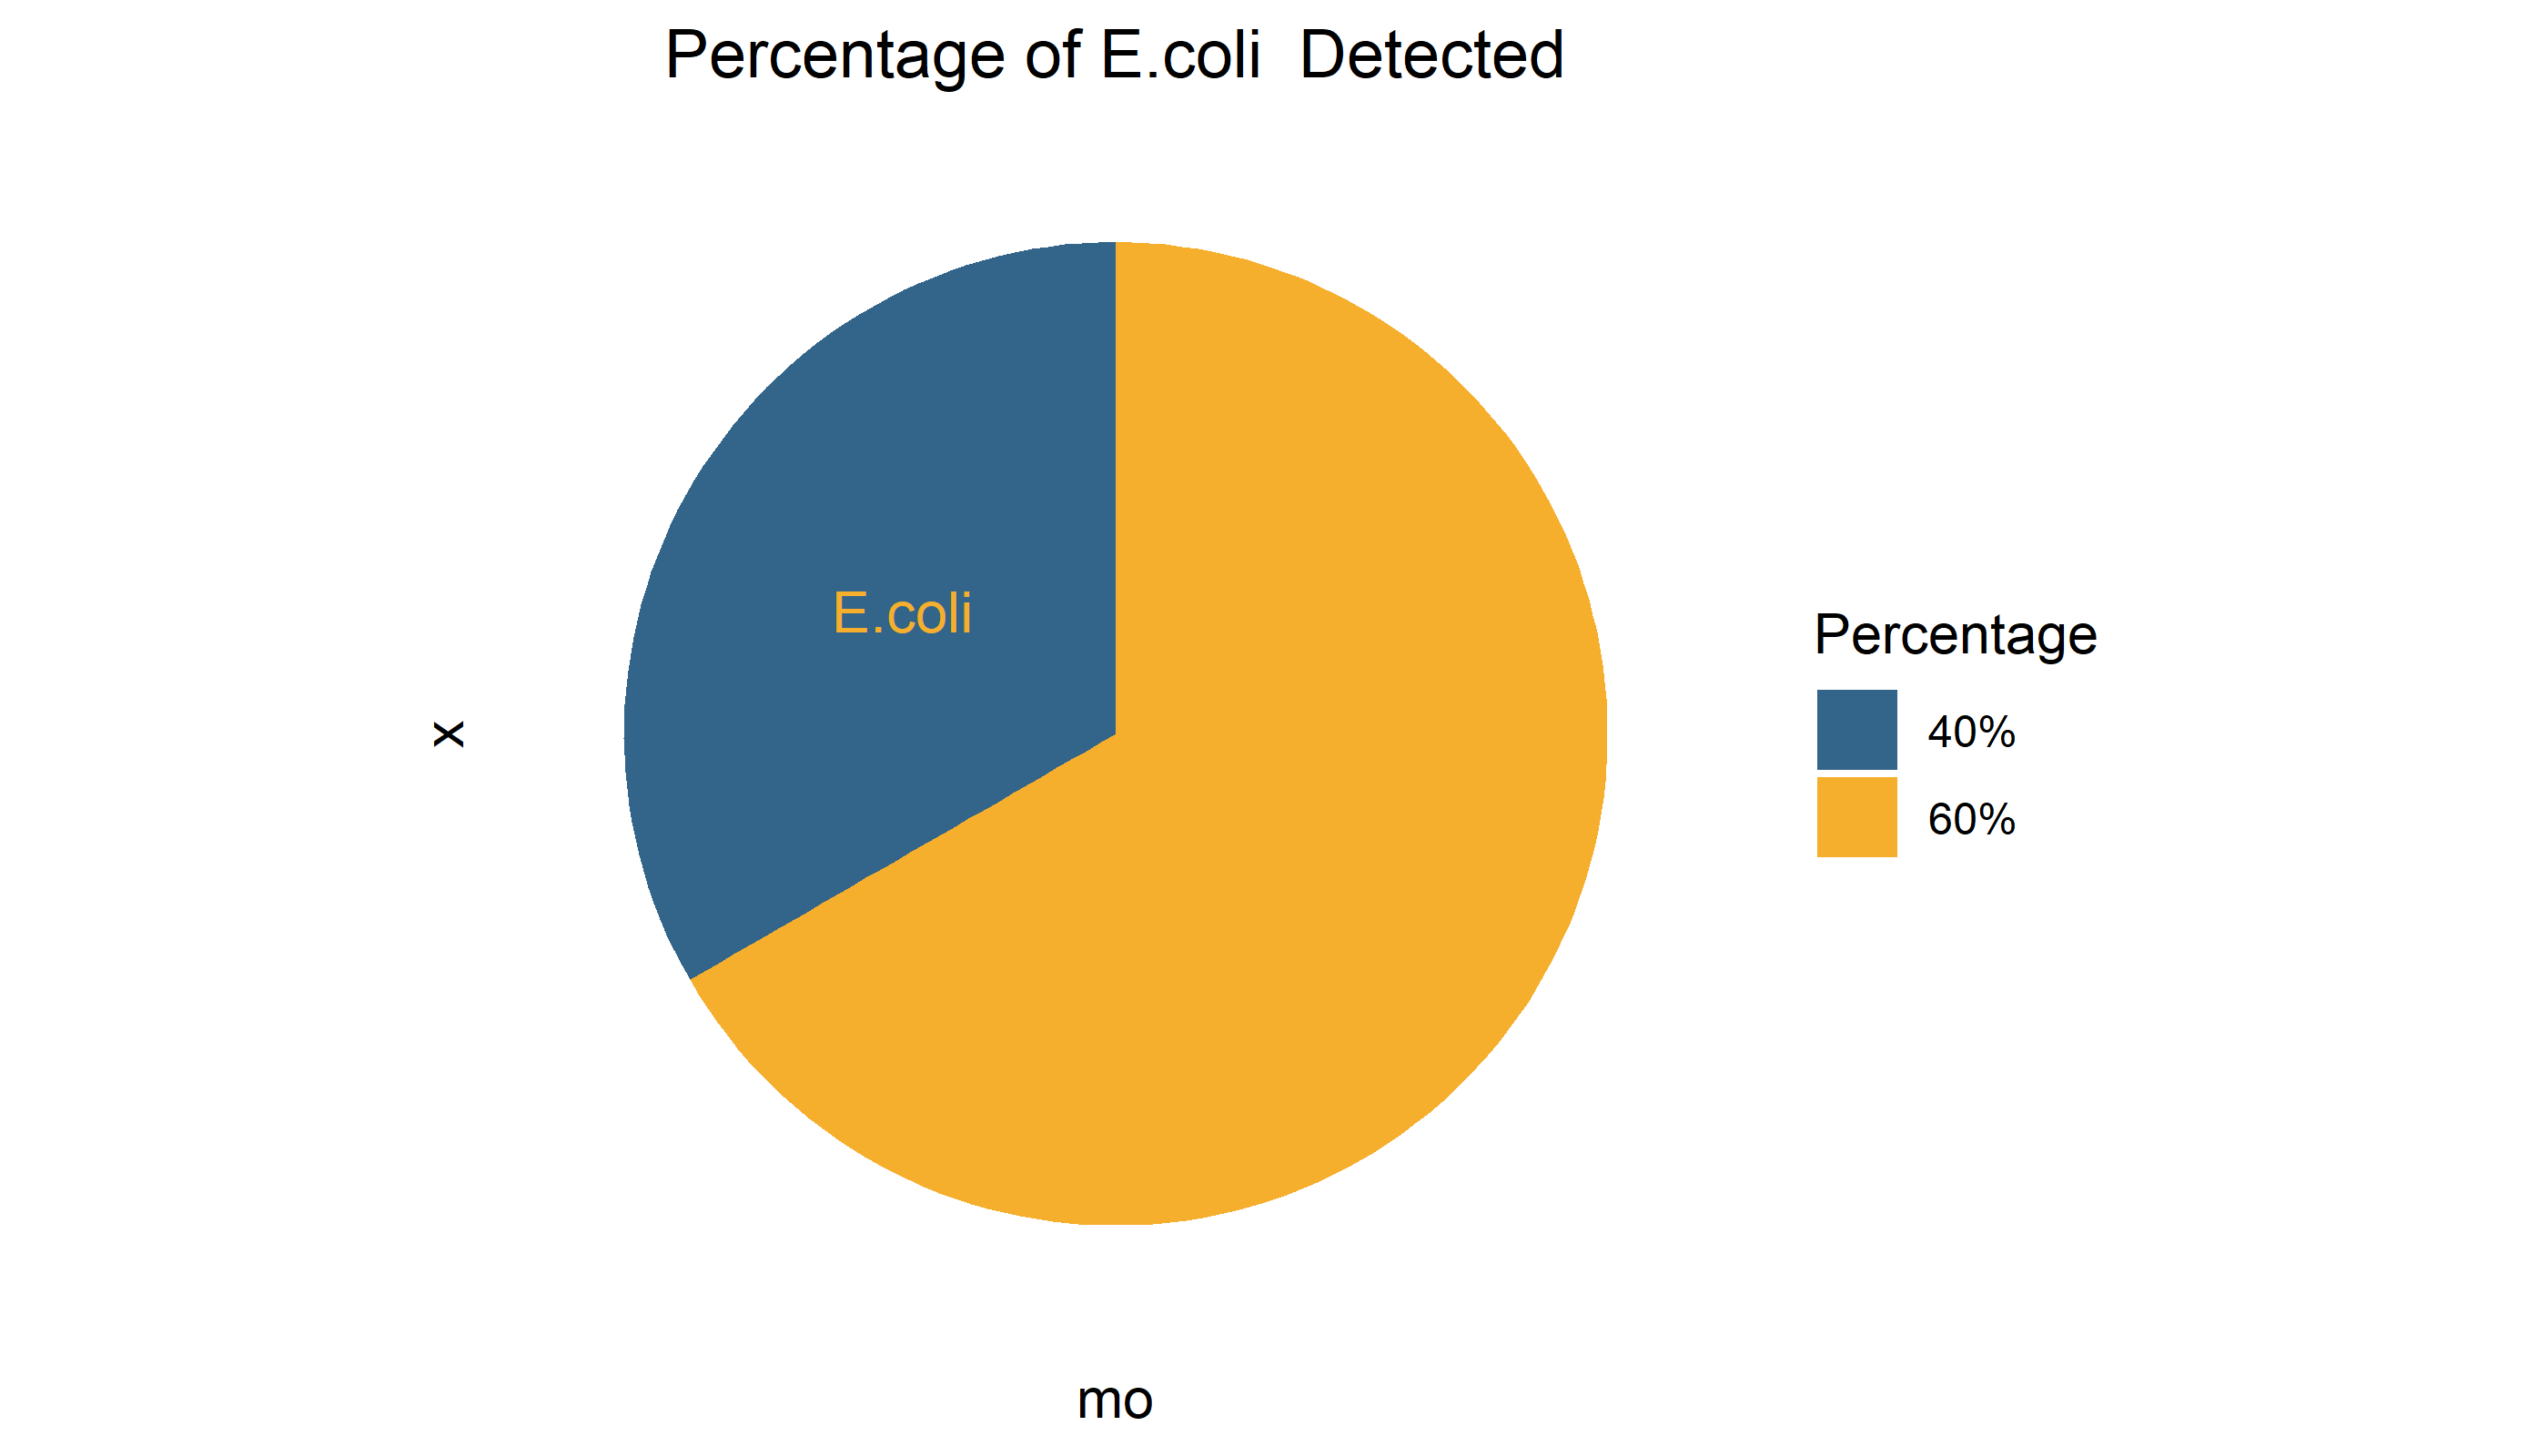 Percentage of E.coli  Detected
E.coli
x
Percentage
40%
60%
mo